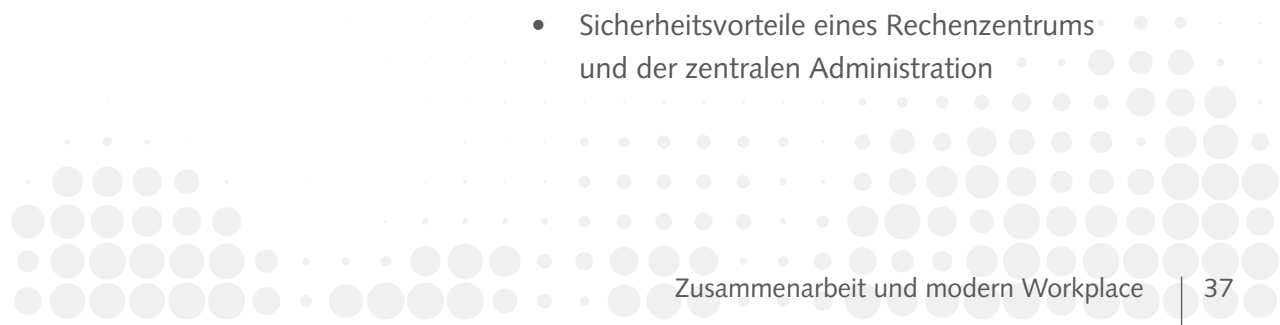 • Sicherheitsvorteile eines Rechenzentrums
und der zentralen Administration
Zusammenarbeit und modern Workplace | 37